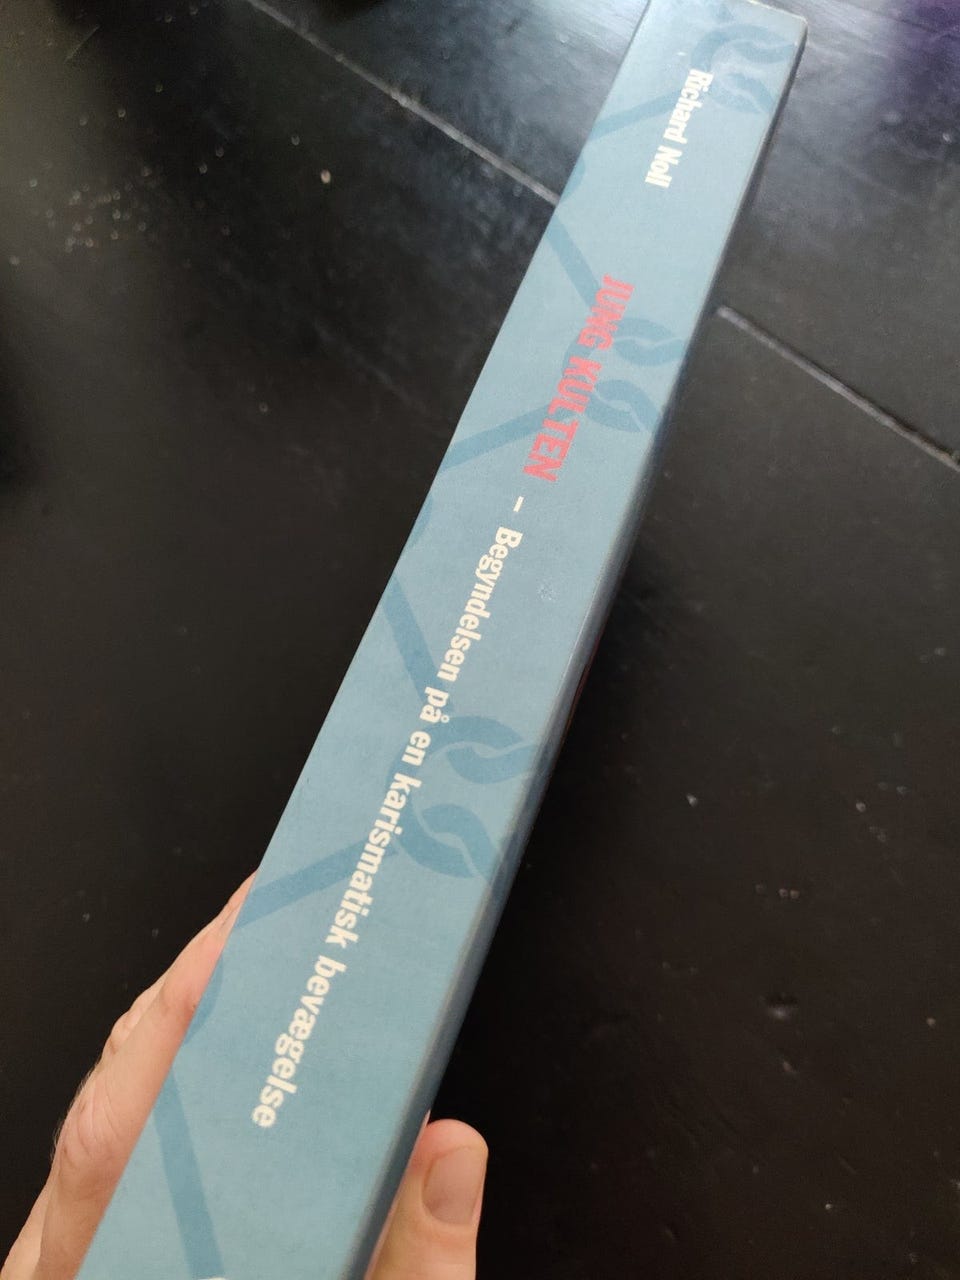 Richard Noll JUNG KULTEN – Begyndelsen på en karismatisk bevægelse